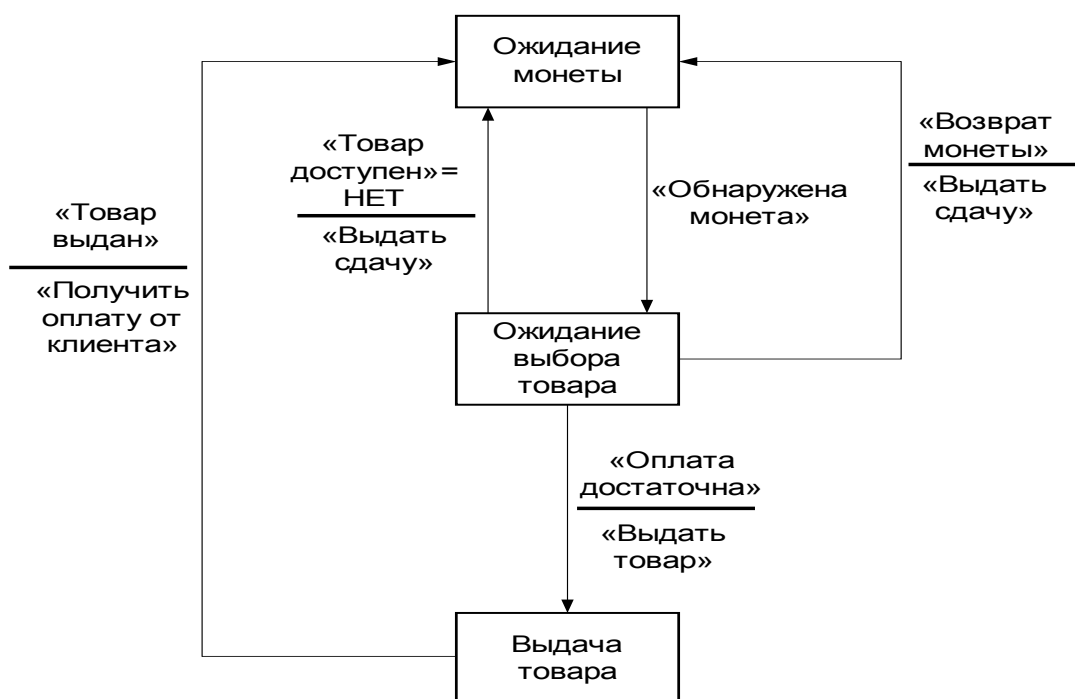 Ожидание
монеты
«Товар
доступен» =
НЕТ
«Выдать
сдачу»
«Обнаружена
монета»
«Возврат
монеты»
«Выдать
сдачу»
«Товар
выдан»
«Получить
оплату от
клиента»
Ожидание
выбора
товара
«Оплата
достаточна»
«Выдать
товар»
Выдача
товара